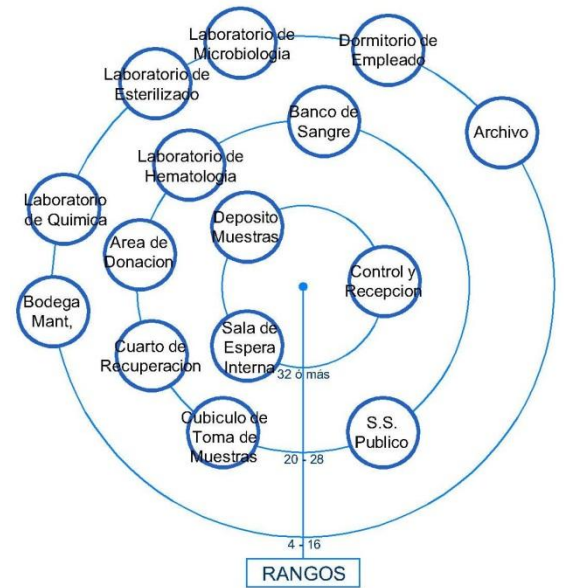 Laboratorio de
Microbiologia
Dormitorio de
Empleado
Laboratorio de
Esterilizado
Banco de
Sangre
Archivo
Laboratorio de
Hematologia
Laboratorio
de Quimica
Deposito
Muestras
Area de
Donacion
Control y
Recepcion
Bodega
Mant,
Sala de
Espera
Interna
Cuarto de
Recuperacion
32 ó más
Cubiculo de
Toma de
Muestras
S.S.
Publico
20 - 28
4 - 16
RANGOS